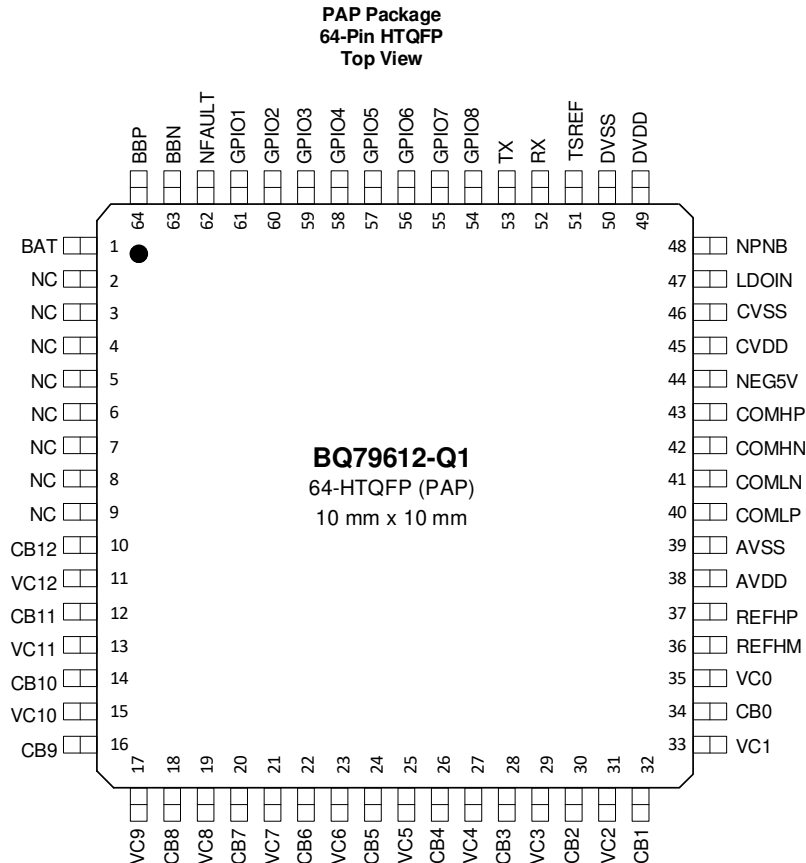 PAP Package
64-Pin HTQFP
Top View
BBP
BBN
NFAULT
GPIO1
GPIO2
GPIO3
GPIO4
GPIO5
GPIO6
GPIO7
GPIO8
TX
RX
TSREF
DVSS
DVDD
64
63
62
61
60
59
58
57
56
55
54
53
52
51
50
49
BAT 1
NC 2
NC 3
NC 4
NC 5
NC 6
NC 7
NC 8
NC 9
CB12 10
VC12 11
CB11 12
VC11 13
CB10 14
VC10 15
CB9 16
BQ79612-Q1
64-HTQFP (PAP)
10 mm x 10 mm
48 NPNB
47 LDOIN
46 CVSS
45 CVDD
44 NEG5V
43 COMHP
42 COMHN
41 COMLN
40 COMLP
39 AVSS
38 AVDD
37 REFHP
36 REFHM
35 VC0
34 CB0
33 VC1
17
18
19
20
21
22
23
24
25
26
27
28
29
30
31
32
VC9
CB8
VC8
CB7
VC7
CB6
VC6
CB5
VC5
CB4
VC4
CB3
VC3
CB2
VC2
CB1